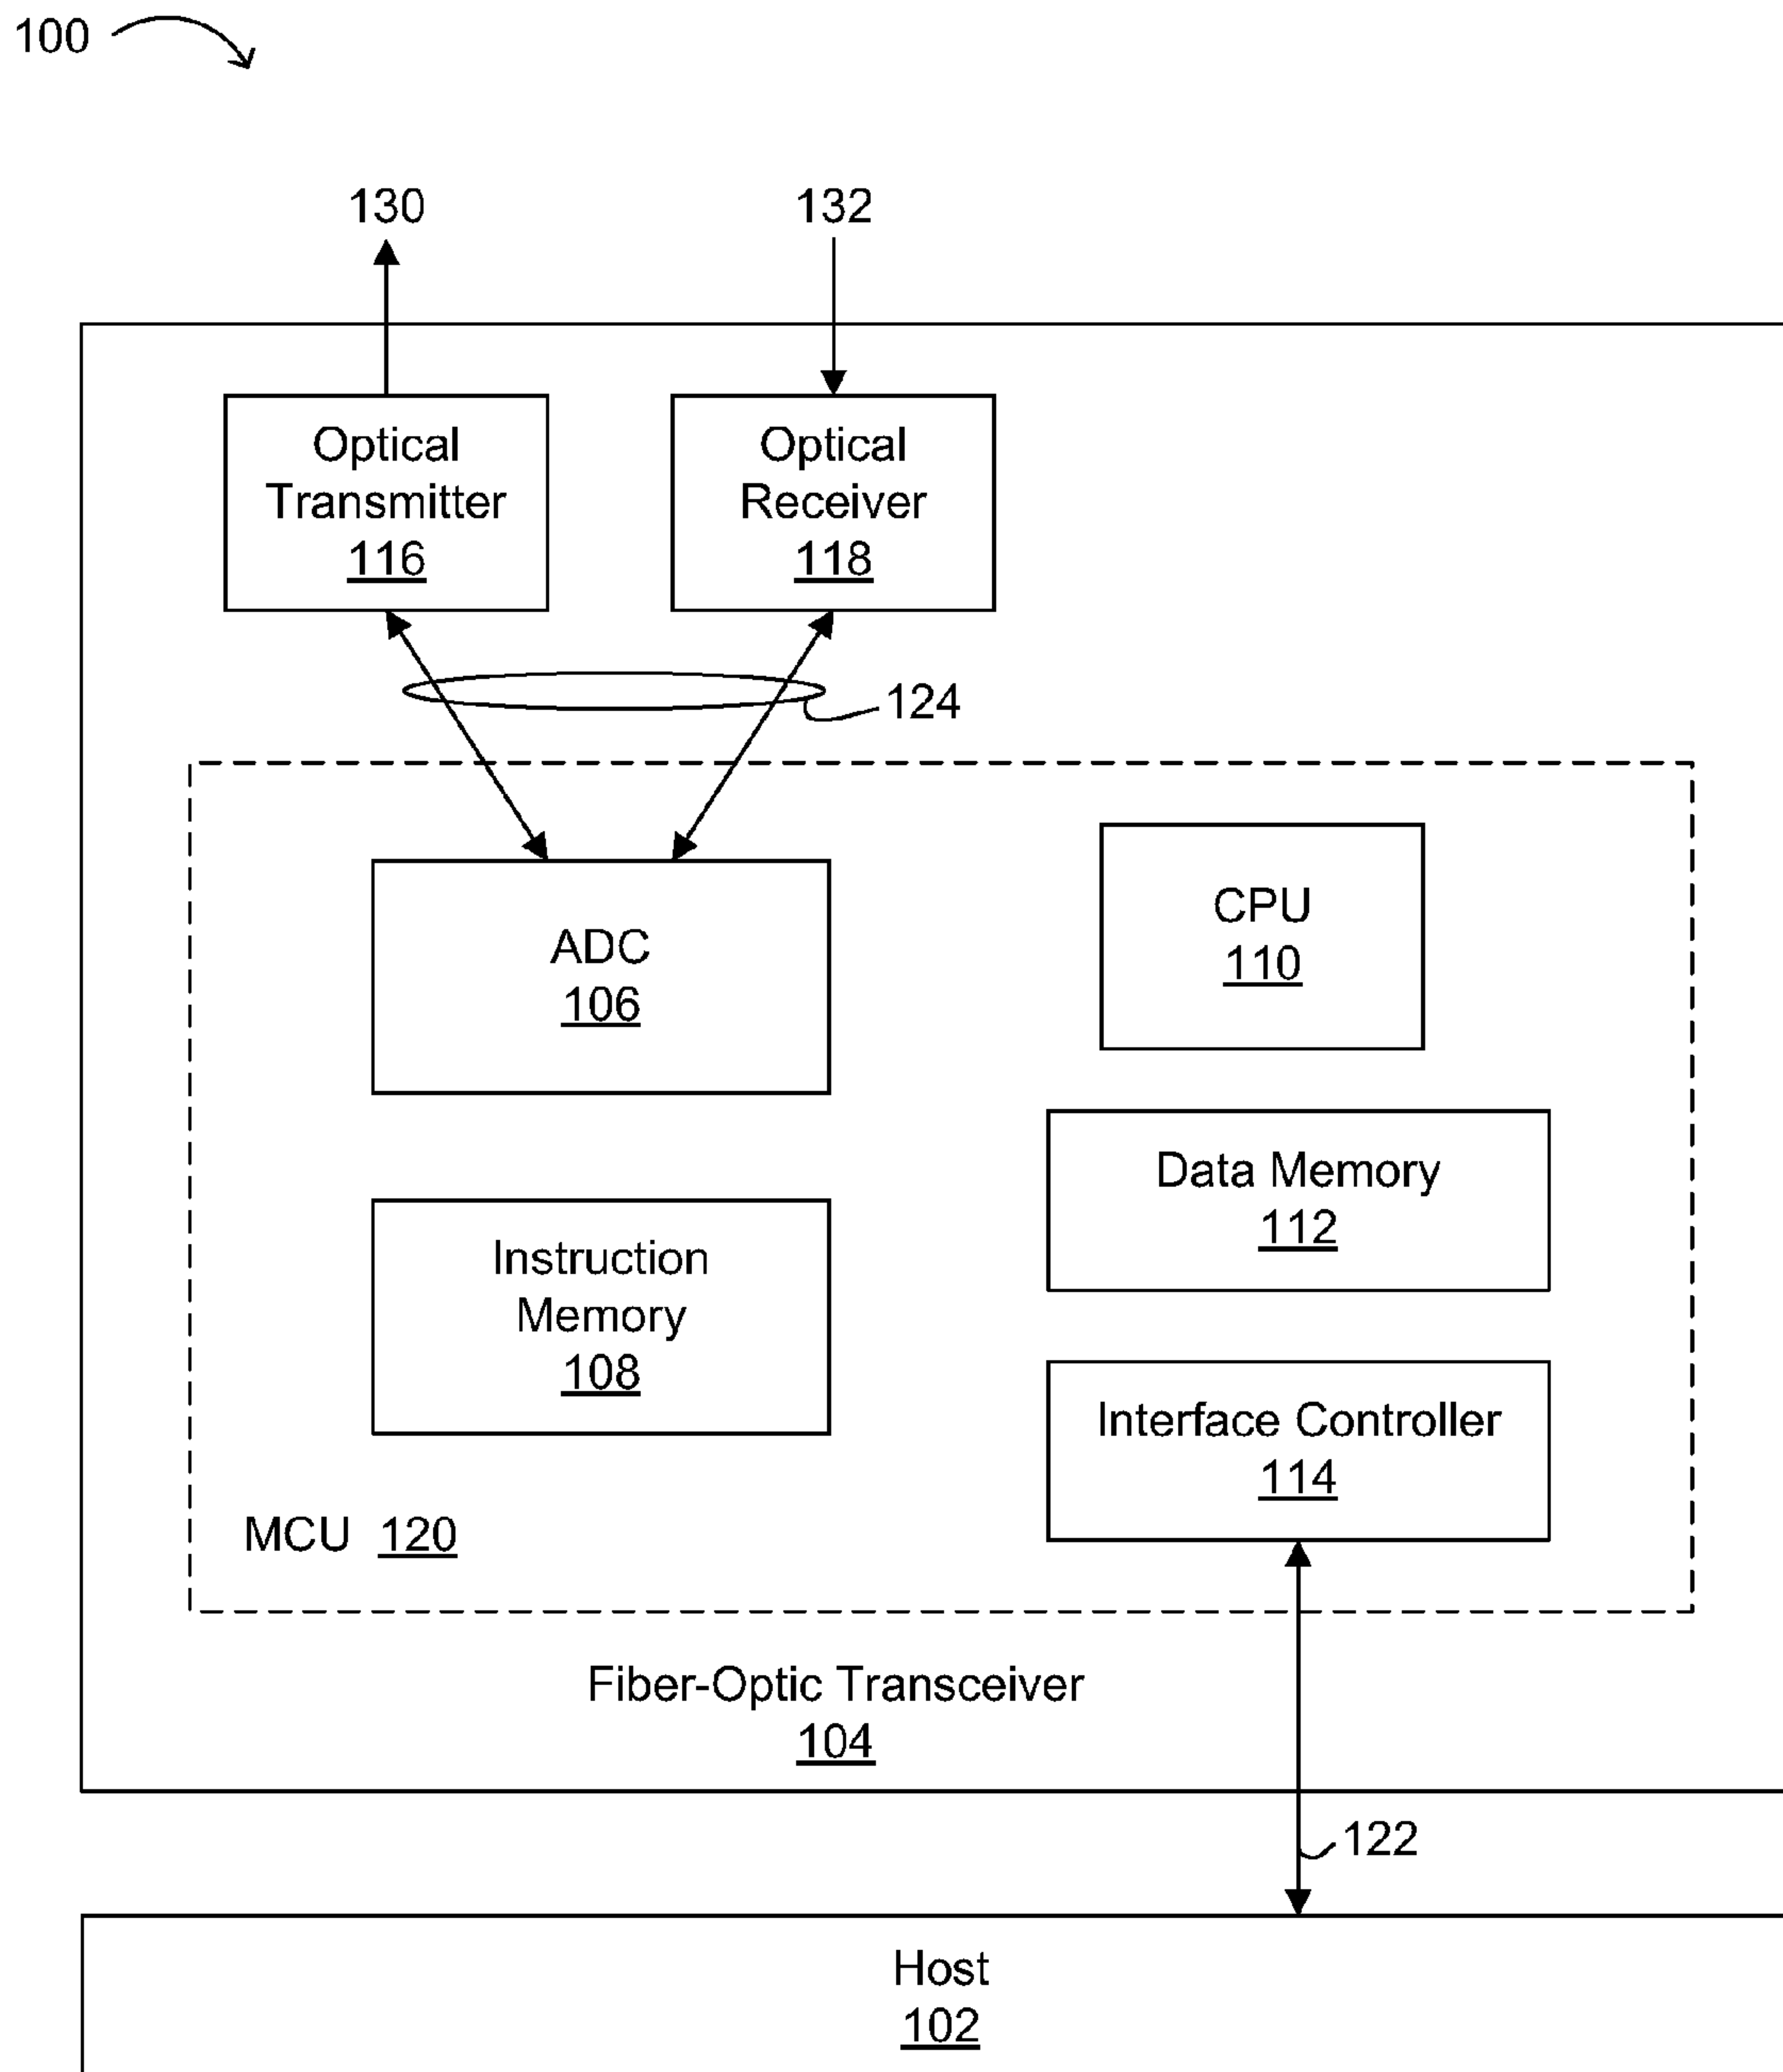 100
130
132
Optical
Transmitter
116
Optical
Receiver
118
124
ADC
106
CPU
110
Data Memory
112
Instruction
Memory
108
Interface Controller
114
MCU 120
Fiber-Optic Transceiver
104
122
Host
102